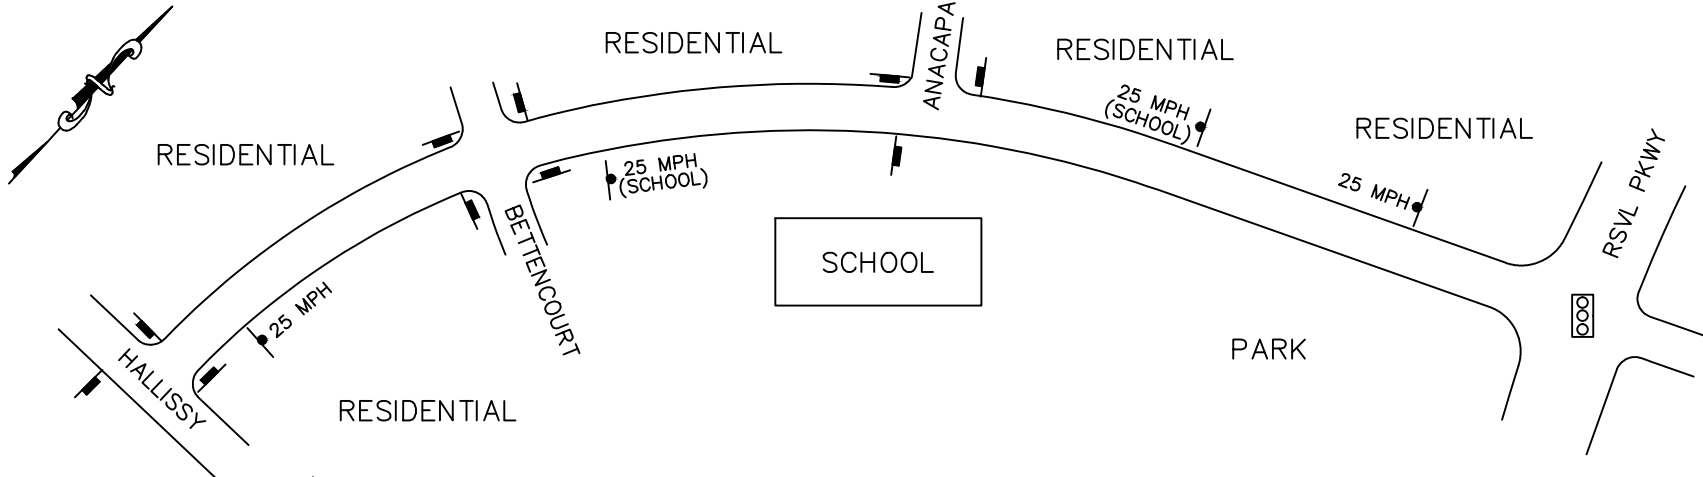 RESIDENTIAL
ANACAPA
RESIDENTIAL
25 MPH
(SCHOOL)
RESIDENTIAL
RESIDENTIAL
25 MPH
(SCHOOL)
25 MPH
RSVL PKWY
BETTENCOURT
SCHOOL
25 MPH
HALLISSY
PARK
RESIDENTIAL